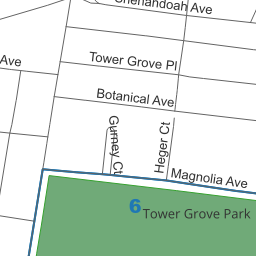 Shenandoah Ave
Ave
Tower Grove Pl
Botanical Ave
Gurney Ct
Heger Ct
Magnolia Ave
6
Tower Grove Park